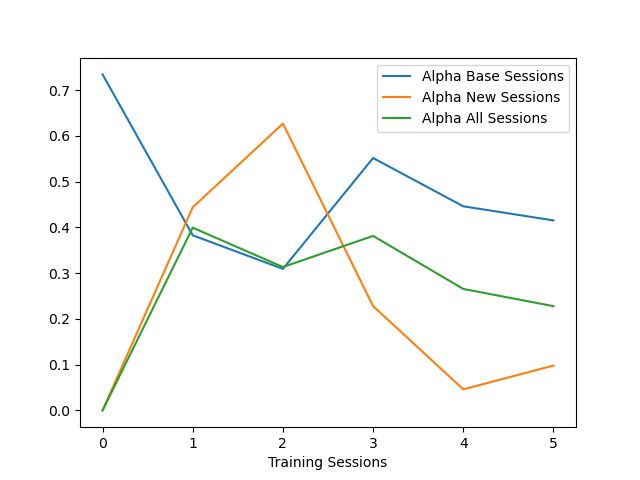 Alpha Base Sessions
Alpha New Sessions
Alpha All Sessions
0.7
0.6
0.5
0.4
0.3
0.2
0.1
0.0
0 1 2 3 4 5
Training Sessions